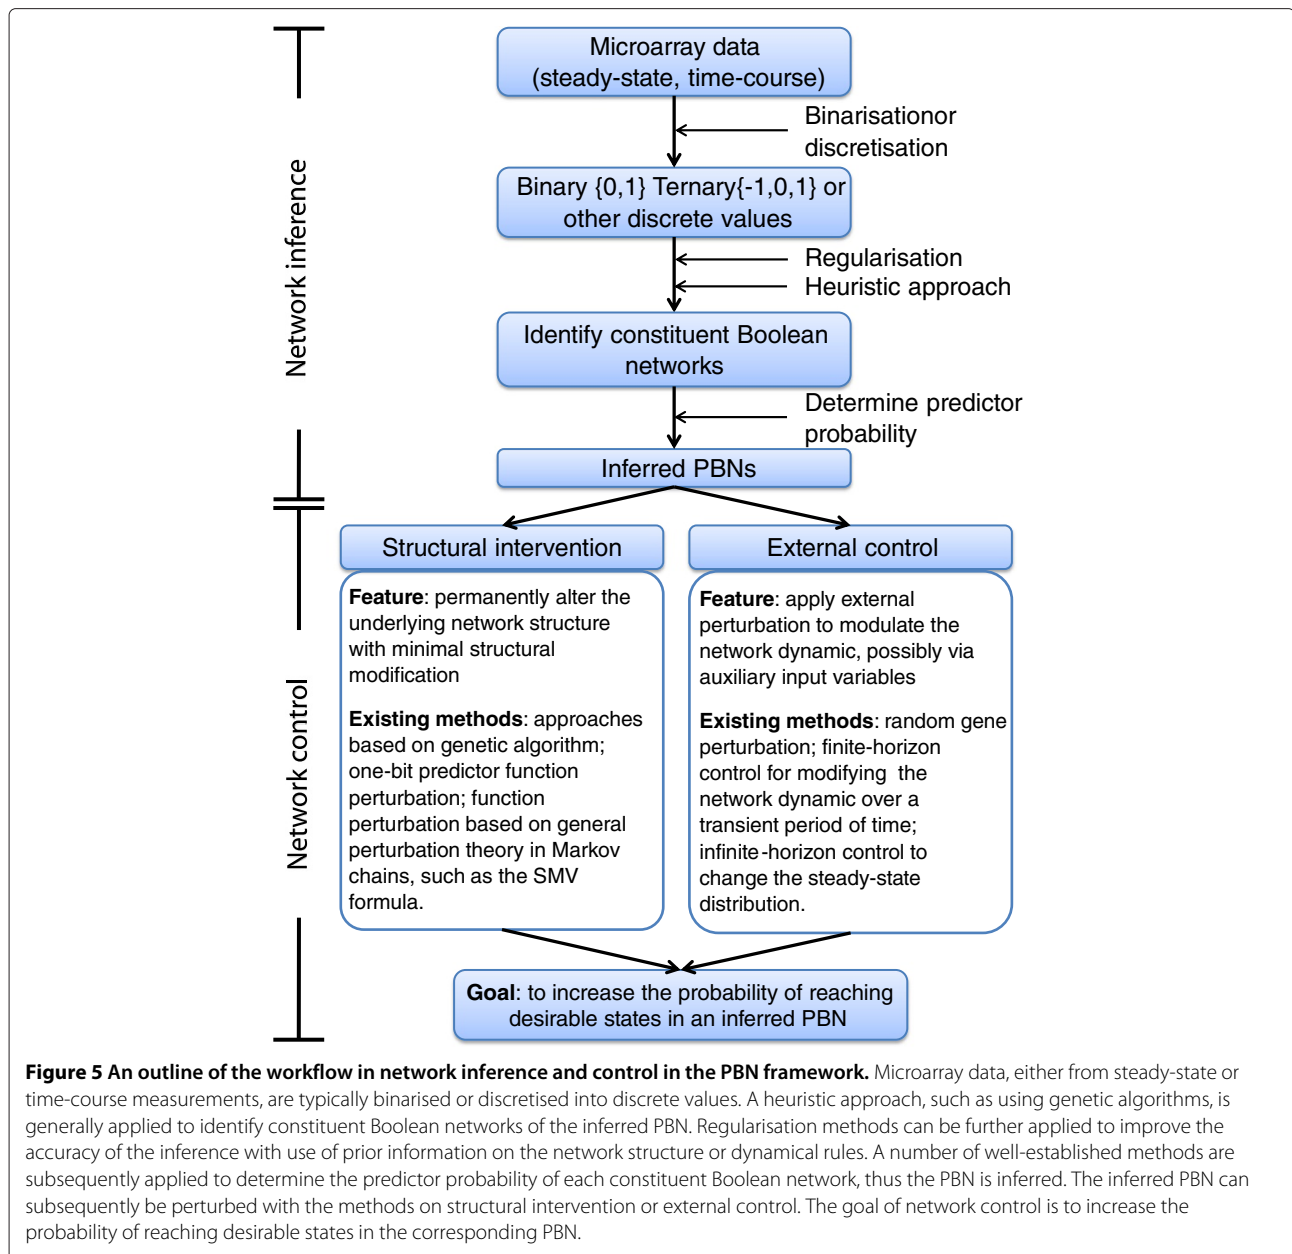 Microarray data
(steady-state, time-course)
Binarisationor
discretisation
Binary {0,1} Ternary{-1,0,1} or
other discrete values
Regularisation
Heuristic approach
Identify constituent Boolean
networks
Determine predictor
probability
Inferred PBNs
Network inference
Structural intervention
Feature: permanently alter the
underlying network structure
with minimal structural
modification
Existing methods: approaches
based on genetic algorithm;
one-bit predictor function
perturbation; function
perturbation based on general
perturbation theory in Markov
chains, such as the SMV
formula.
External control
Feature: apply external
perturbation to modulate the
network dynamic, possibly via
auxiliary input variables
Existing methods: random gene
perturbation; finite-horizon
control for modifying the
network dynamic over a
transient period of time;
infinite-horizon control to
change the steady-state
distribution.
Network control
Goal: to increase the probability of reaching
desirable states in an inferred PBN
Figure 5 An outline of the workflow in network inference and control in the PBN framework. Microarray data, either from steady-state or
time-course measurements, are typically binarised or discretised into discrete values. A heuristic approach, such as using genetic algorithms, is
generally applied to identify constituent Boolean networks of the inferred PBN. Regularisation methods can be further applied to improve the
accuracy of the inference with use of prior information on the network structure or dynamical rules. A number of well-established methods are
subsequently applied to determine the predictor probability of each constituent Boolean network, thus the PBN is inferred. The inferred PBN can
subsequently be perturbed with the methods on structural intervention or external control. The goal of network control is to increase the
probability of reaching desirable states in the corresponding PBN.